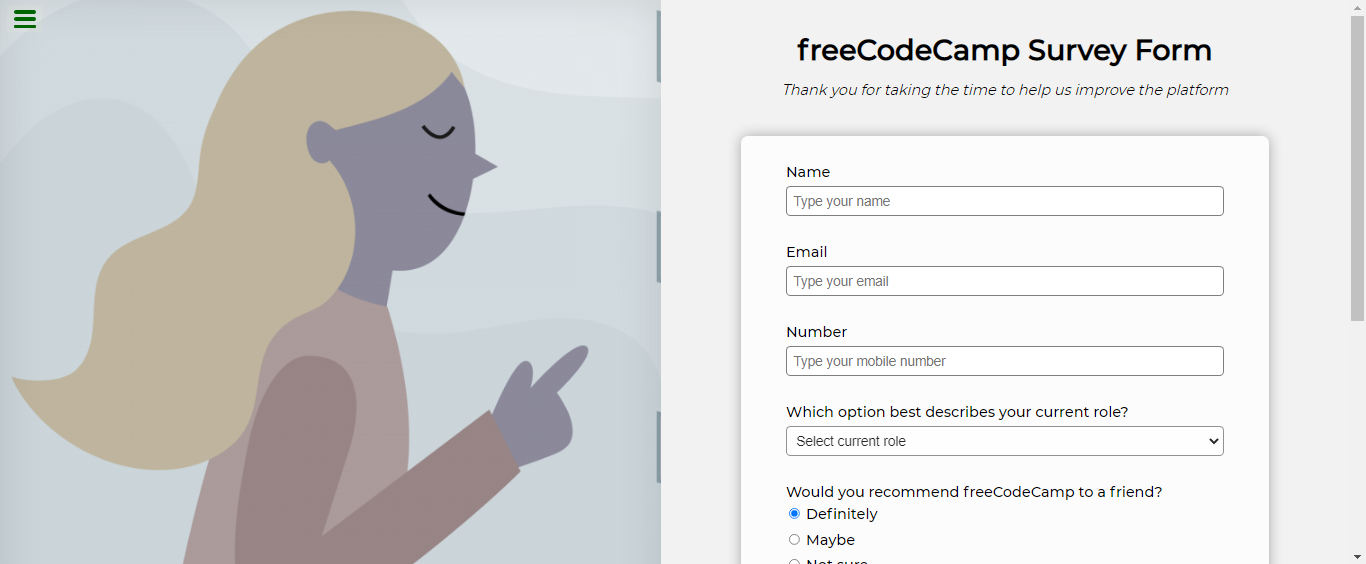 freeCodeCamp Survey Form
Thank you for taking the time to help us improve the platform
Name
Type your name
Email
Type your email
Number
Type your mobile number
Which option best describes your current role?
Select current role
Would you recommend freeCodeCamp to a friend?
Definitely
Maybe
Not sure